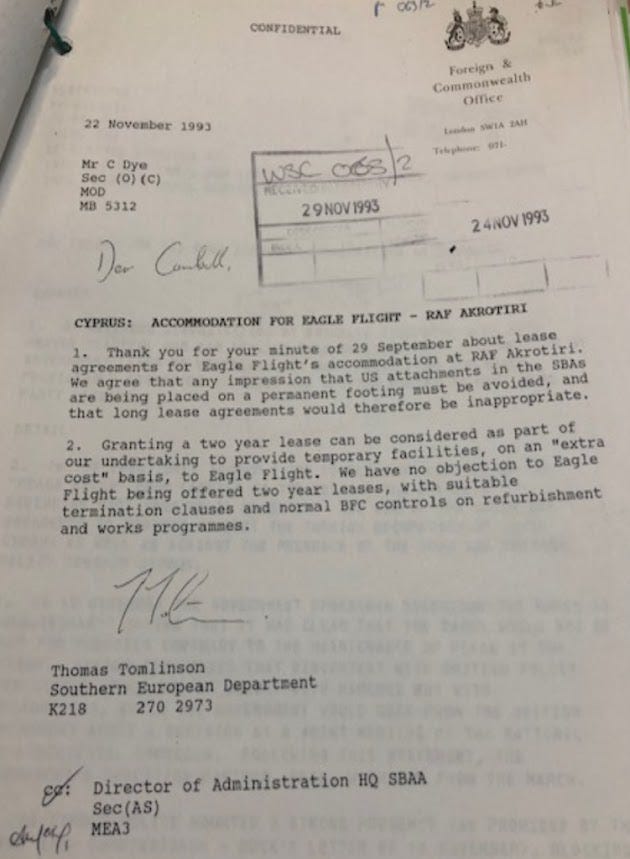 063/2
CONFIDENTIAL
Foreign &
Commonwealth
Office
London SW1A 2AH
Telephone: 071-
22 November 1993
Mr C Dye
Sec (O) (C)
MOD
MB 5312
RECEIVED
29 NOV 1993
24 NOV 1993
Dear
CYPRUS: ACCOMMODATION FOR EAGLE FLIGHT - RAF AKROTIRI
1. Thank you for your minute of 29 September about lease
agreements for Eagle Flight's accommodation at RAF Akrotiri.
We agree that any impression that US attachments in the SBAs
are being placed on a permanent footing must be avoided, and
that long lease agreements would therefore be inappropriate.
2. Granting a two year lease can be considered as part of
our undertaking to provide temporary facilities, on an "extra
cost" basis, to Eagle Flight. We have no objection to Eagle
Flight being offered two year leases, with suitable
termination clauses and normal BFC controls on refurbishment
and works programmes.
Thomas Tomlinson
Southern European Department
K218 270 2973
cc: Director of Administration HQ SBAA
Sec(AS)
MEA3